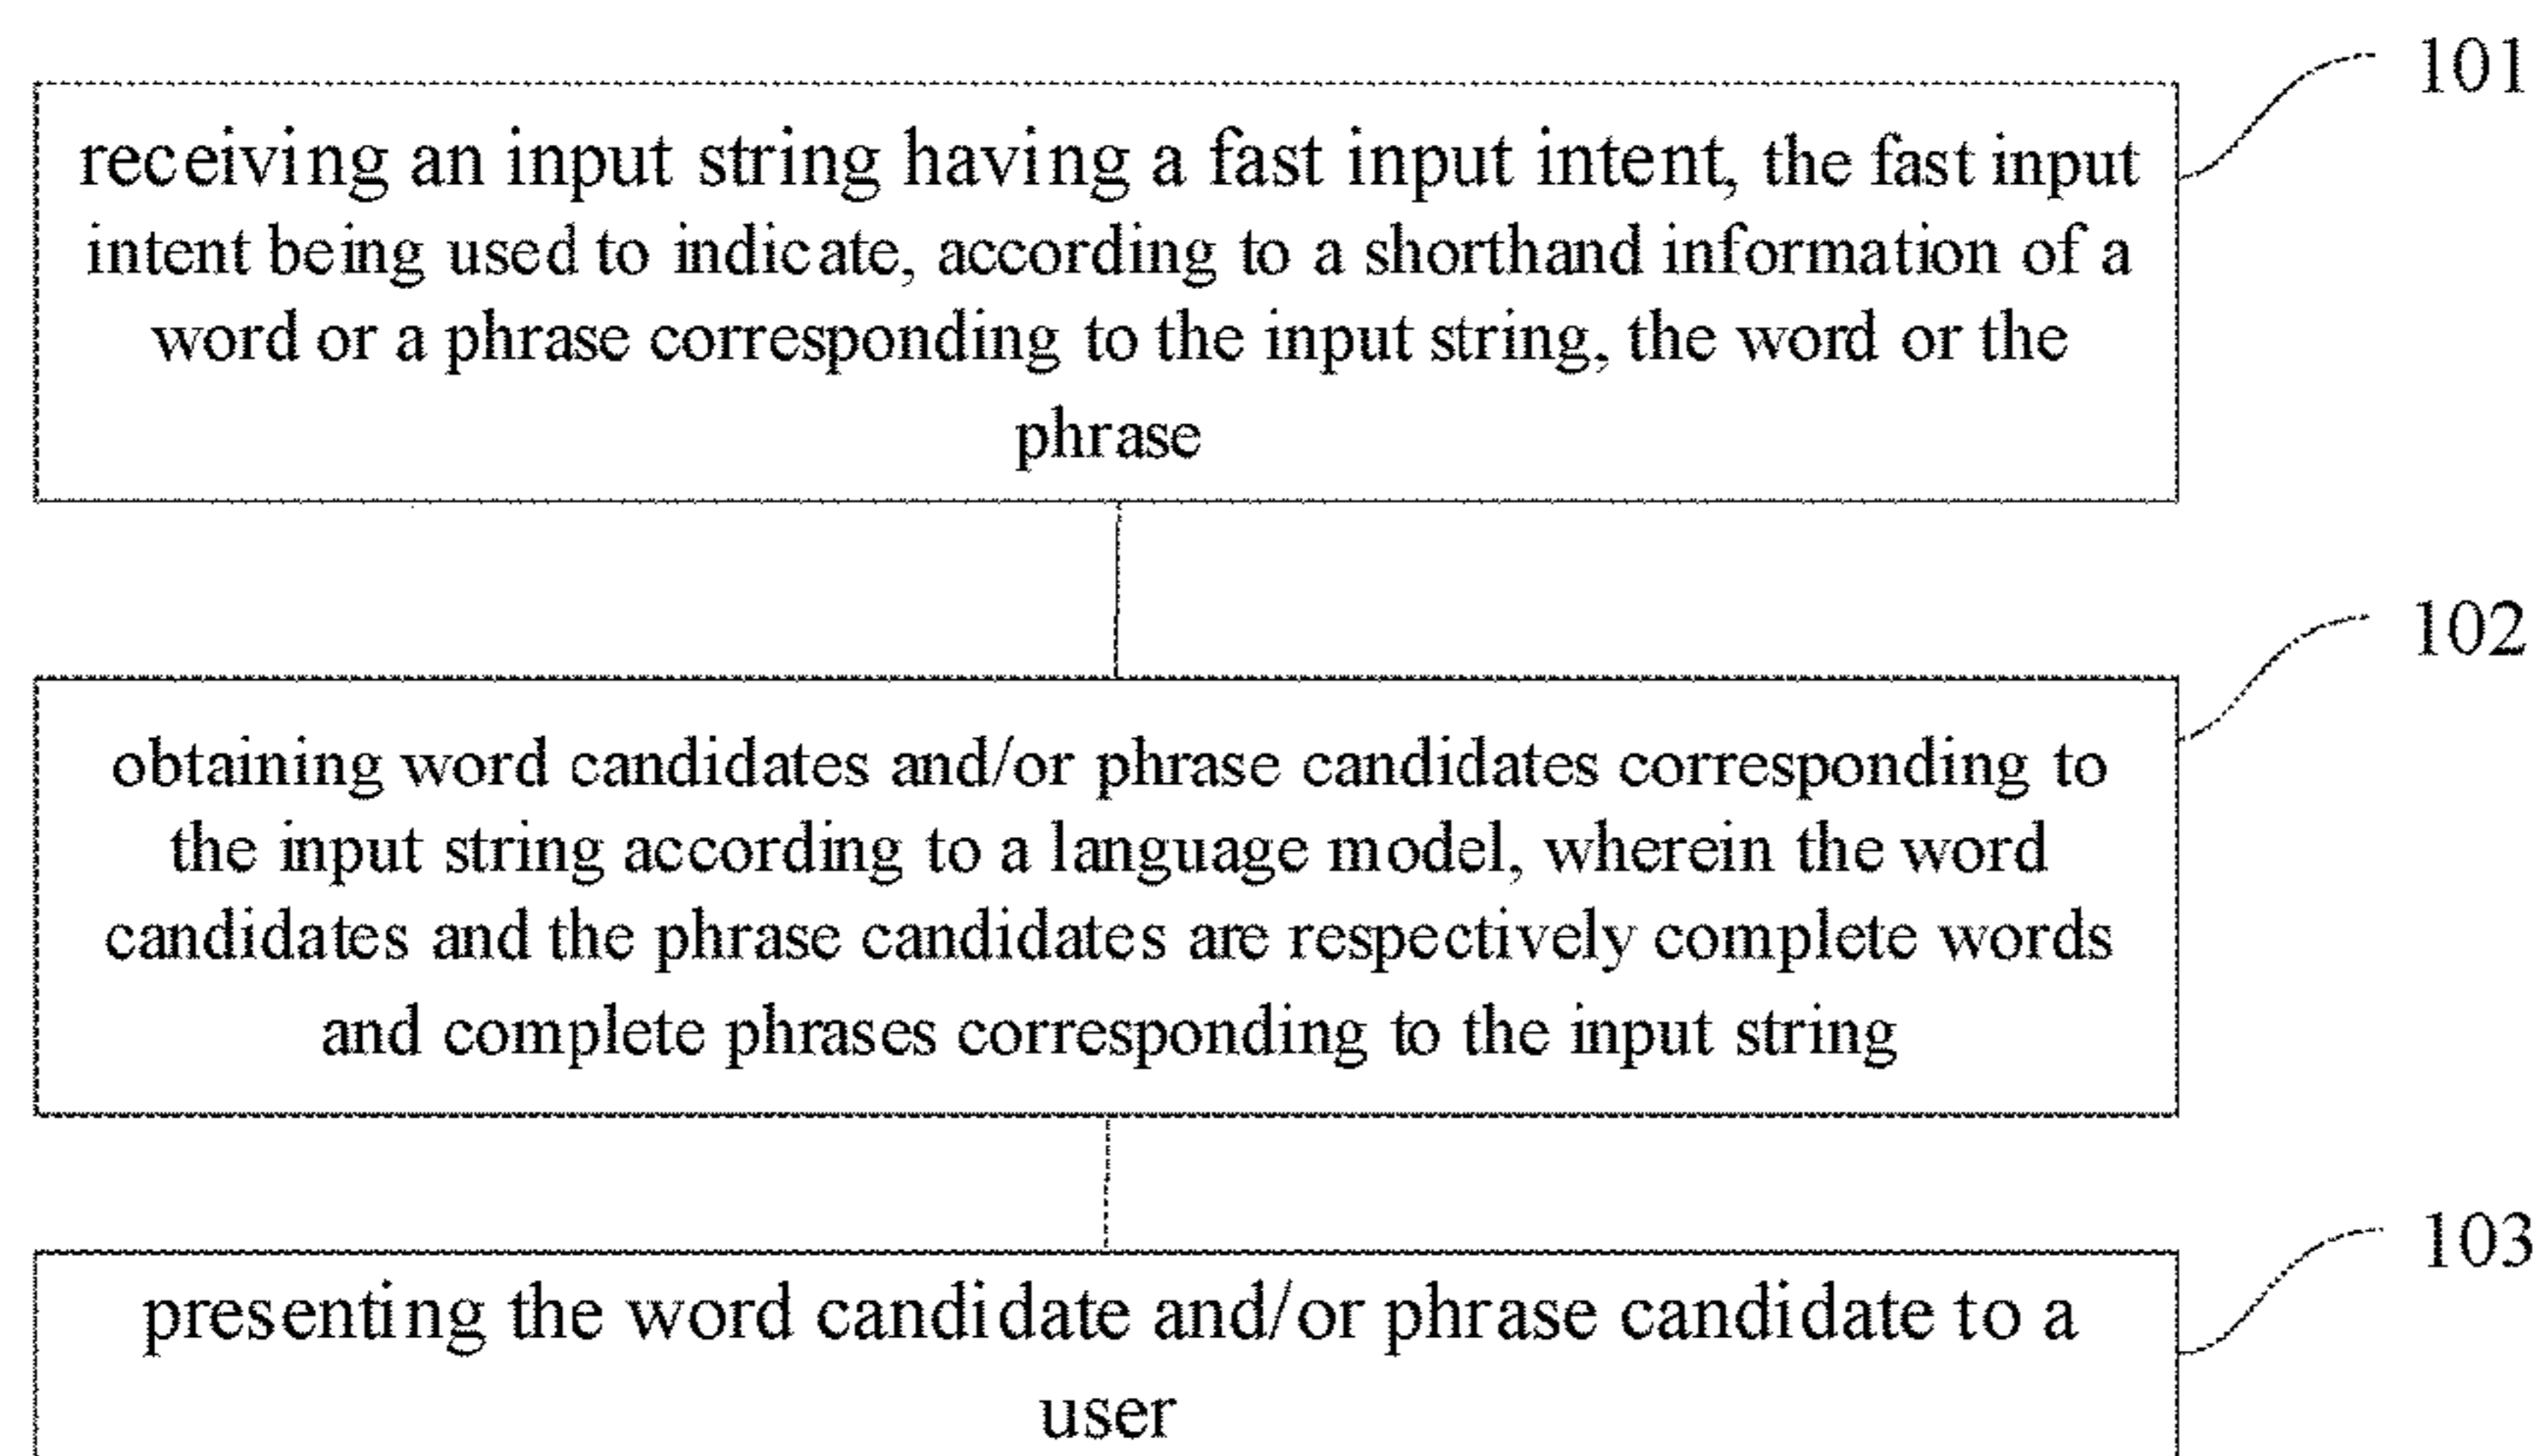 101
receiving an input string having a fast input intent, the fast input
intent being used to indicate, according to a shorthand information of a
word or a phrase corresponding to the input string, the word or the
phrase
102
obtaining word candidates and/or phrase candidates corresponding to
the input string according to a language model, wherein the word
candidates and the phrase candidates are respectively complete words
and complete phrases corresponding to the input string
103
presenting the word candidate and/or phrase candidate to a
user